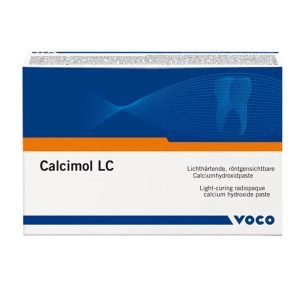 Calcimol LC
Lichthärtende, röntgensichtbare
Calciumhydroxidpaste
Light-curing radiopaque
calcium hydroxide paste
VOCO